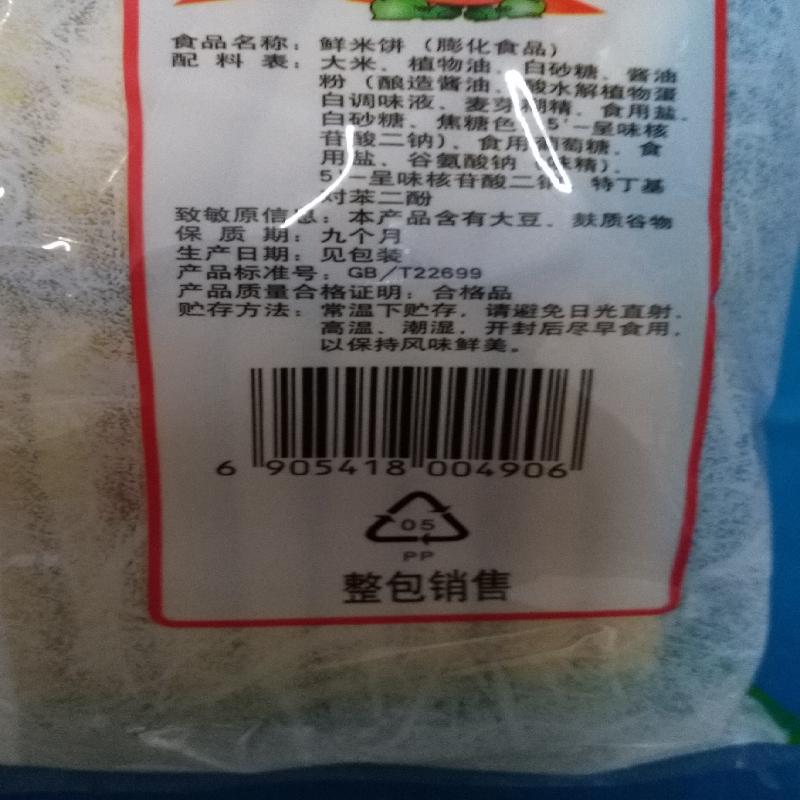 食品名称：鲜米饼（膨化食品）
配料表：大米、植物油、白砂糖、酱油
粉（酿造酱油、酸水解植物蛋
白调味液、麦芽糊精、食用盐、
白砂糖、焦糖色、5'-呈味核
苷酸二钠）、食用葡萄糖、食
用盐、谷氨酸钠（味精）、
5'-呈味核苷酸二钠、特丁基
对苯二酚
致敏原信息：本产品含有大豆、麸质谷物
保质期：九个月
生产日期：见包装
产品标准号：GB/T22699
产品质量合格证明：合格品
贮存方法：常温下贮存，请避免日光直射、
高温、潮湿，开封后尽早食用，
以保持风味鲜美。
6 905418 004906
05
PP
整包销售